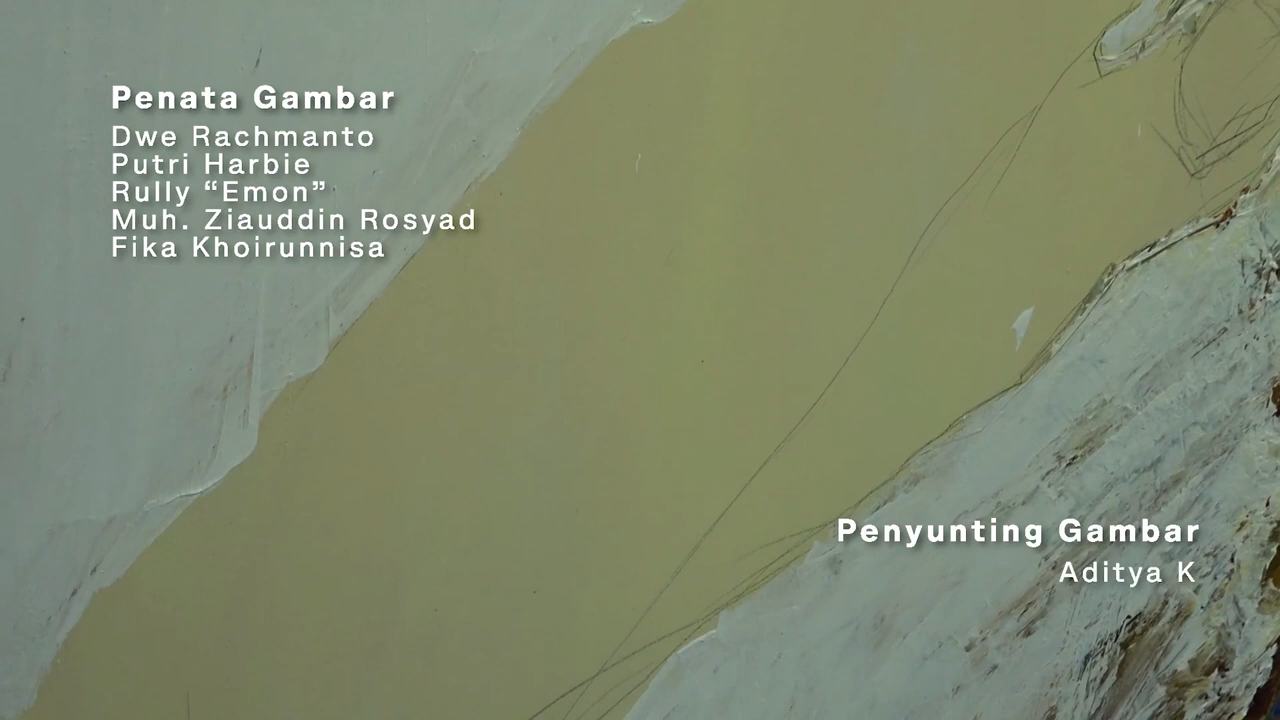 Penata Gambar
Dwe Rachmanto
Putri Harbie
Rully “Emon”
Muh. Ziauddin Rosyad
Fika Khoirunnisa
Penyunting Gambar
Aditya K